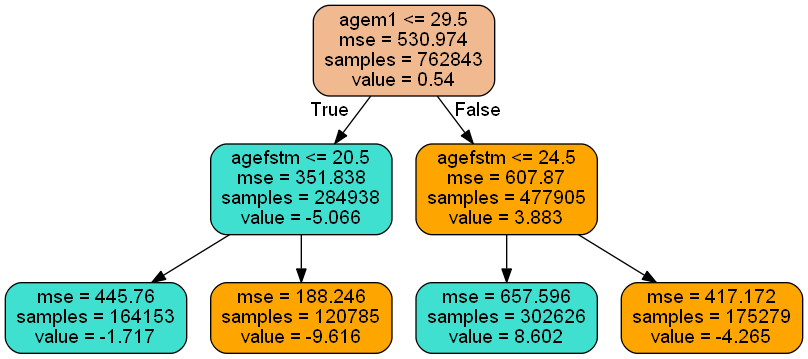 agem1 <= 29.5
mse = 530.974
samples = 762843
value = 0.54
True
False
agefstm <= 20.5
mse = 351.838
samples = 284938
value = -5.066
agefstm <= 24.5
mse = 607.87
samples = 477905
value = 3.883
mse = 445.76
samples = 164153
value = -1.717
mse = 188.246
samples = 120785
value = -9.616
mse = 657.596
samples = 302626
value = 8.602
mse = 417.172
samples = 175279
value = -4.265